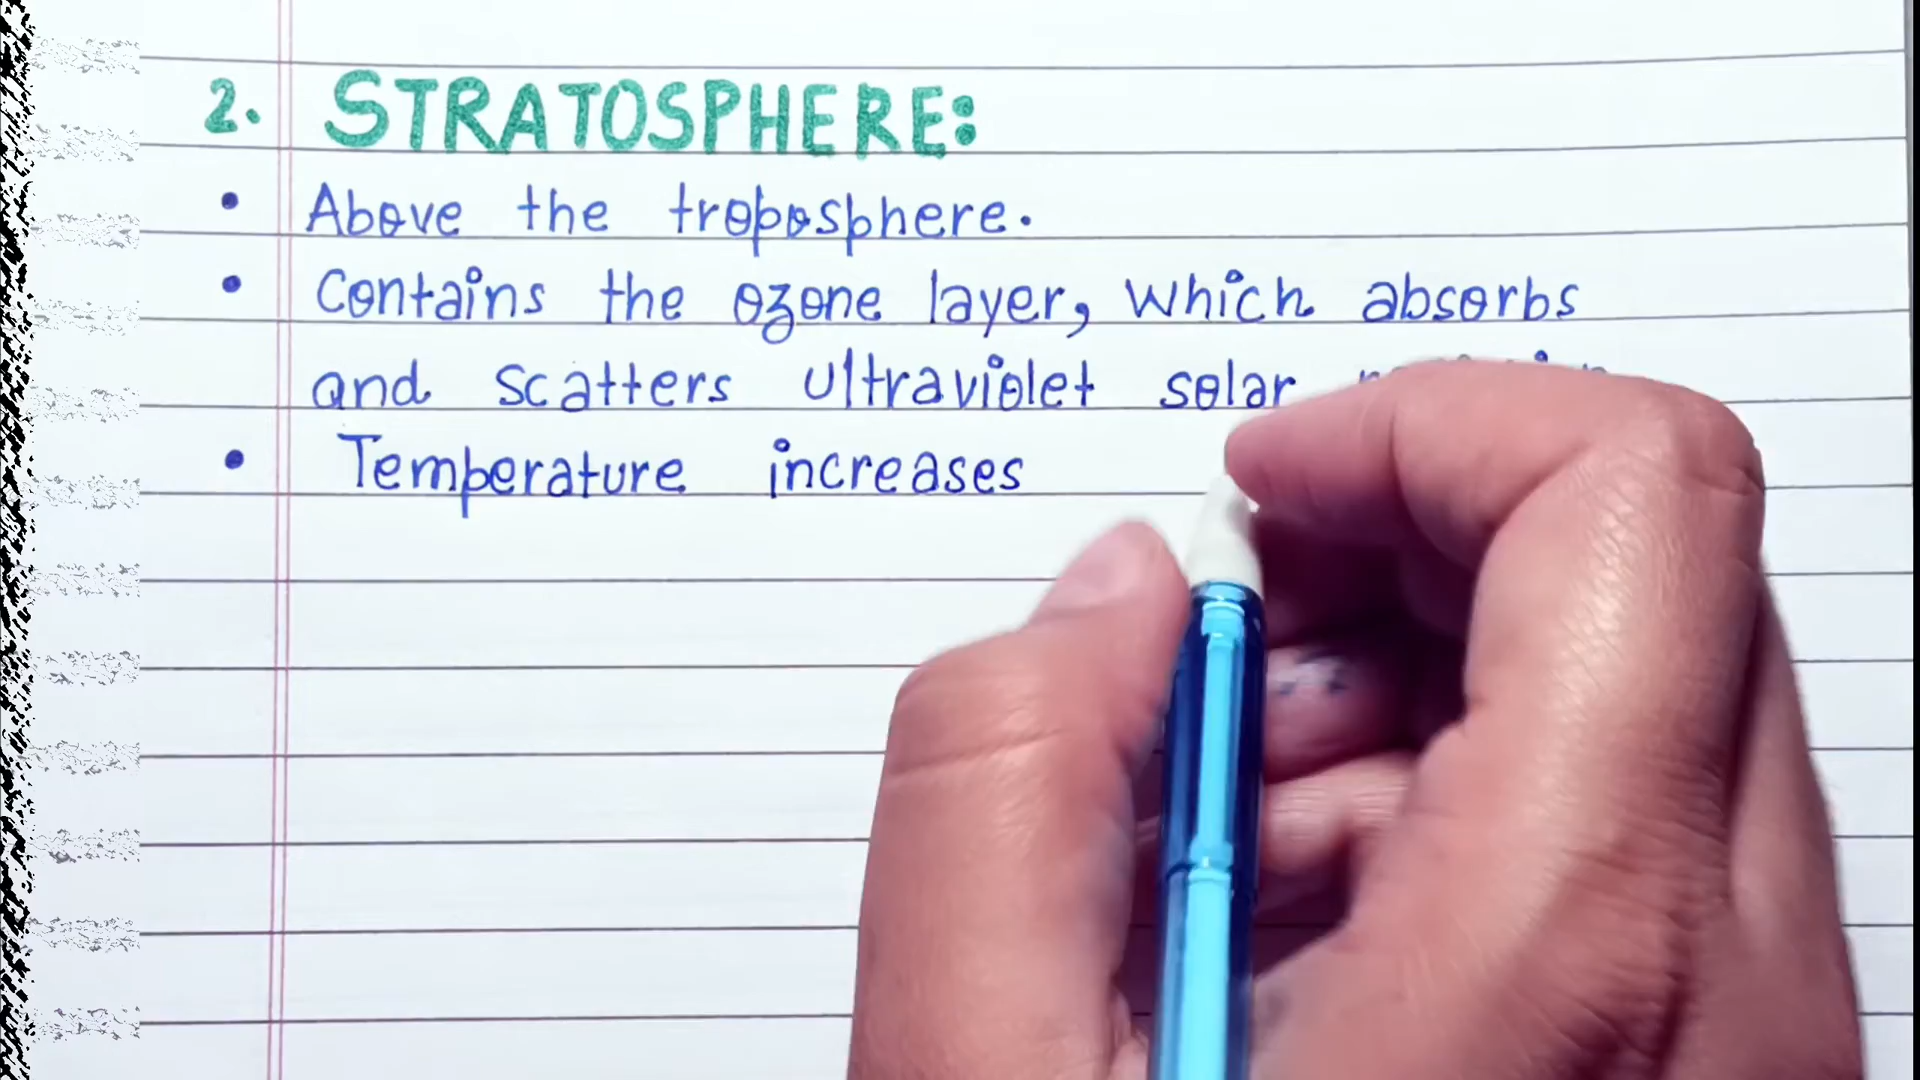 2. STRATOSPHERE:
• Above the troposphere.
• Contains the ozone layer, which absorbs
and scatters ultraviolet solar
• Temperature increases